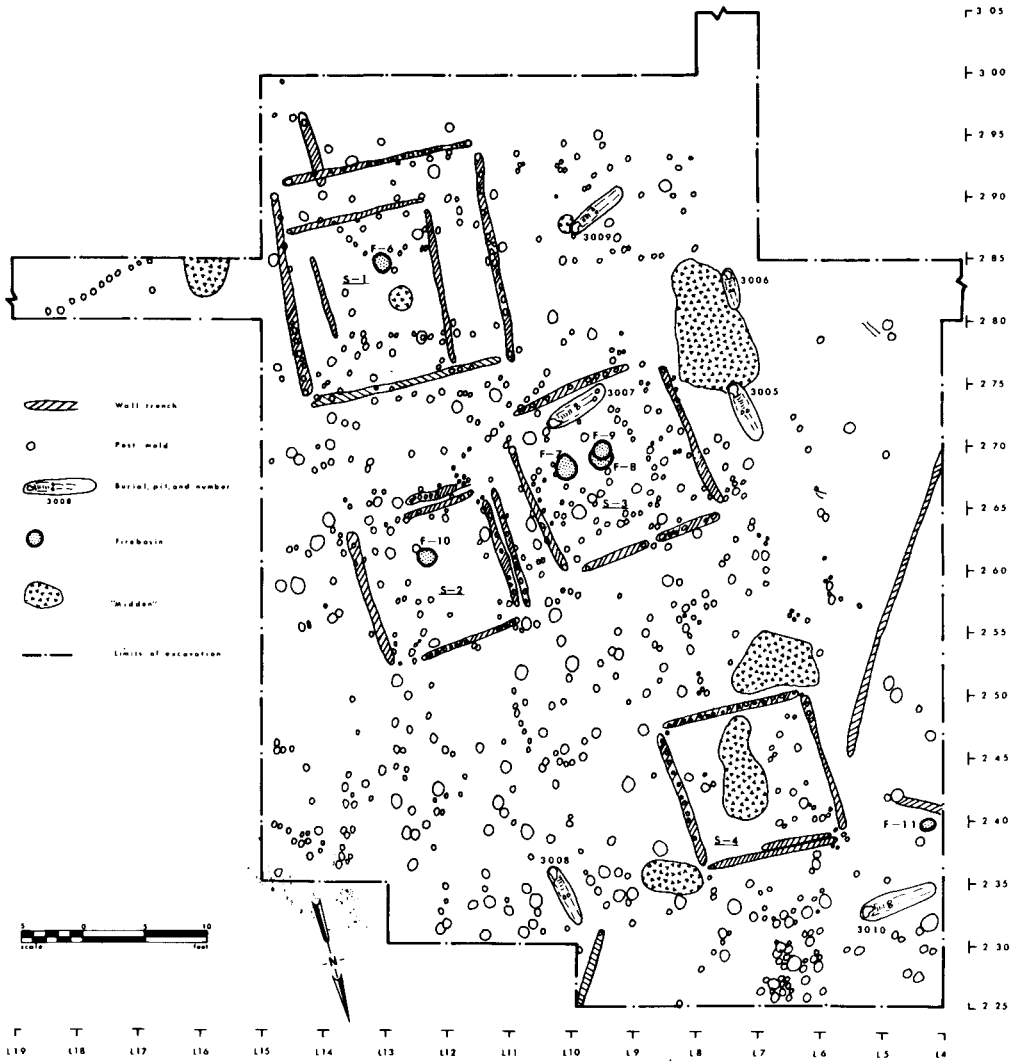 3 05
3 00
2 95
2 90
2 85
2 80
2 75
2 70
2 65
2 60
2 55
2 50
2 45
2 40
2 35
2 30
2 25
F-6
S-1
3009
3006
3005
3007
F-9
F-7
F-8
S-3
F-10
S-2
S-4
F-11
3008
3010
Wall trench
Post mold
Burial, pit, and number
3008
Firebasin
"Midden"
Limits of excavation
5 0 5 10
scale feet
N
L19 L18 L17 L16 L15 L14 L13 L12 L11 L10 L9 L8 L7 L6 L5 L4